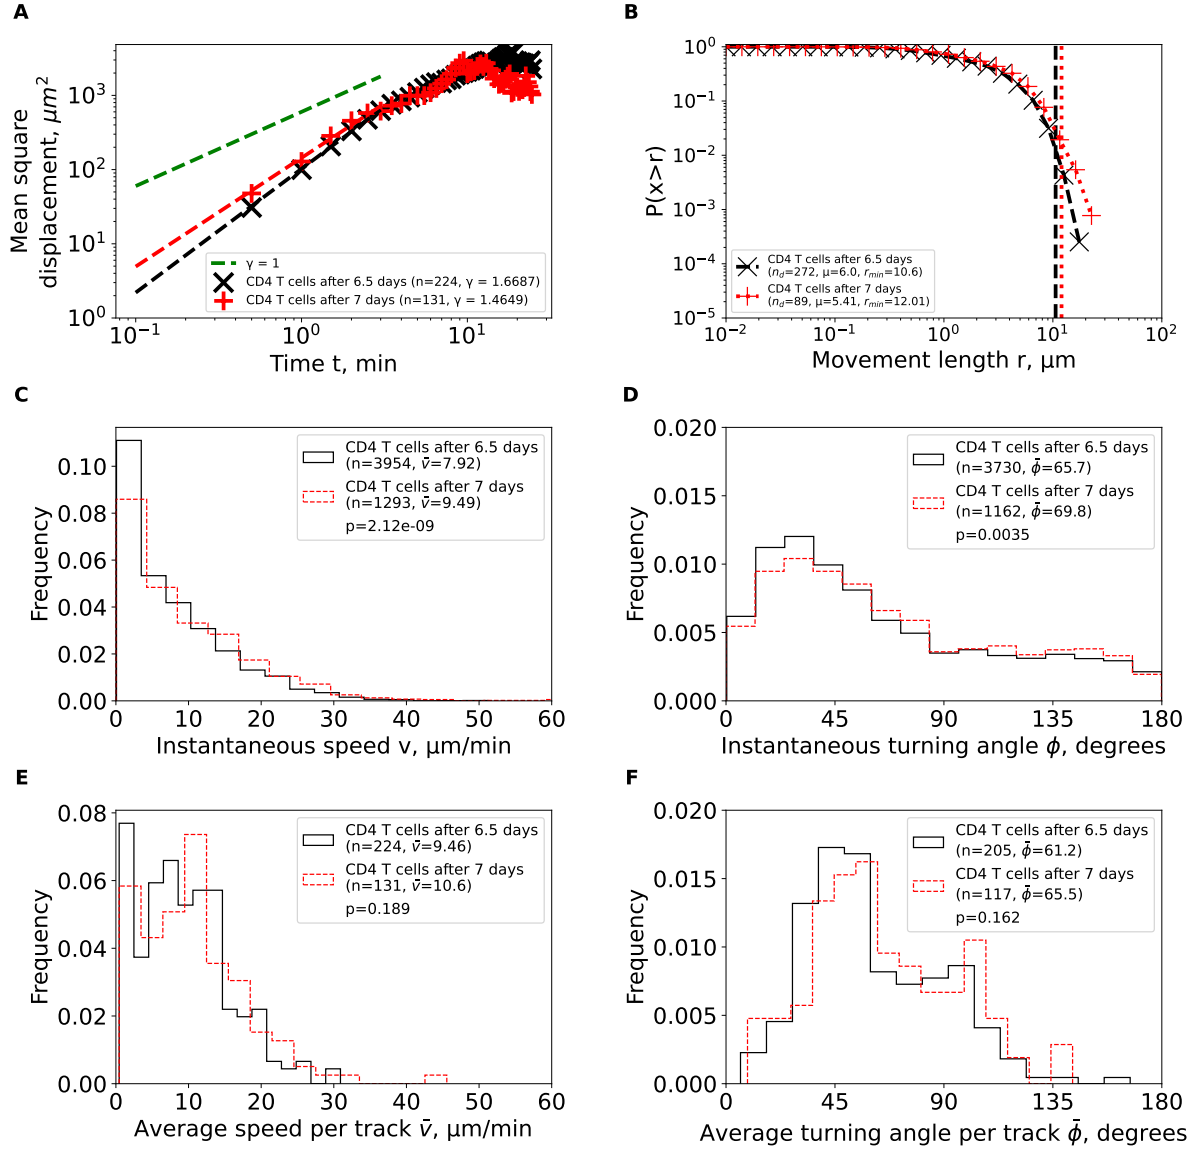 A
Mean square
displacement, μm²
10³
10²
10¹
10⁰
10⁻¹
10⁰
10¹
Time t, min
γ = 1
CD4 T cells after 6.5 days (n=224, γ = 1.6687)
CD4 T cells after 7 days (n=131, γ = 1.4649)
B
P(x>r)
10⁰
10⁻¹
10⁻²
10⁻³
10⁻⁴
10⁻⁵
10⁻²
10⁻¹
10⁰
10¹
10²
Movement length r, μm
CD4 T cells after 6.5 days
(n_d=272, μ=6.0, r_min=10.6)
CD4 T cells after 7 days
(n_d=89, μ=5.41, r_min=12.01)
C
Frequency
0.10
0.08
0.06
0.04
0.02
0.00
0 10 20 30 40 50 60
Instantaneous speed v, μm/min
CD4 T cells after 6.5 days
(n=3954, v̄=7.92)
CD4 T cells after 7 days
(n=1293, v̄=9.49)
p=2.12e-09
D
Frequency
0.020
0.015
0.010
0.005
0.000
0 45 90 135 180
Instantaneous turning angle ϕ, degrees
CD4 T cells after 6.5 days
(n=3730, ϕ̄=65.7)
CD4 T cells after 7 days
(n=1162, ϕ̄=69.8)
p=0.0035
E
Frequency
0.08
0.06
0.04
0.02
0.00
0 10 20 30 40 50 60
Average speed per track v̄, μm/min
CD4 T cells after 6.5 days
(n=224, v̄=9.46)
CD4 T cells after 7 days
(n=131, v̄=10.6)
p=0.189
F
Frequency
0.020
0.015
0.010
0.005
0.000
0 45 90 135 180
Average turning angle per track ϕ̄, degrees
CD4 T cells after 6.5 days
(n=205, ϕ̄=61.2)
CD4 T cells after 7 days
(n=117, ϕ̄=65.5)
p=0.162